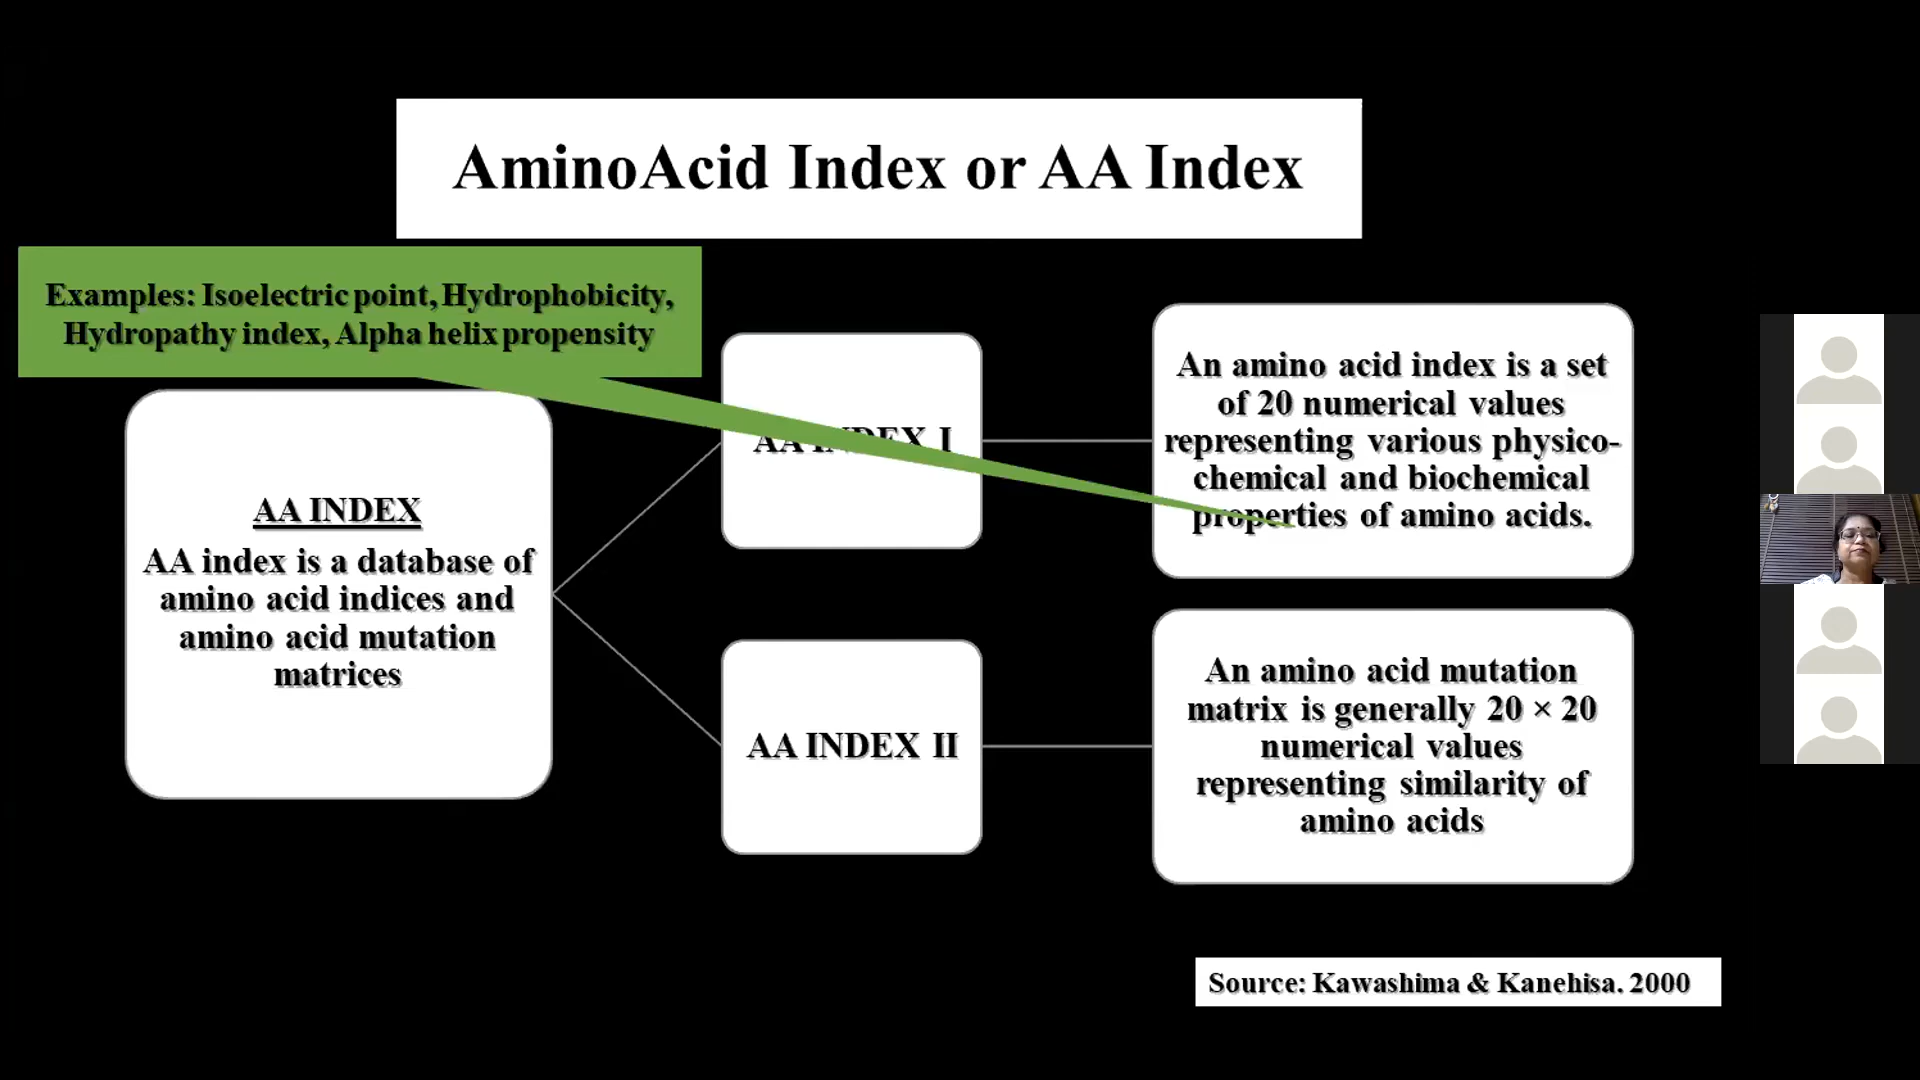 AminoAcid Index or AA Index
Examples: Isoelectric point, Hydrophobicity,
Hydropathy index, Alpha helix propensity
AA INDEX
AA index is a database of
amino acid indices and
amino acid mutation
matrices
AA INDEX I
An amino acid index is a set
of 20 numerical values
representing various physico-
chemical and biochemical
properties of amino acids.
AA INDEX II
An amino acid mutation
matrix is generally 20 × 20
numerical values
representing similarity of
amino acids
Source: Kawashima & Kanehisa. 2000